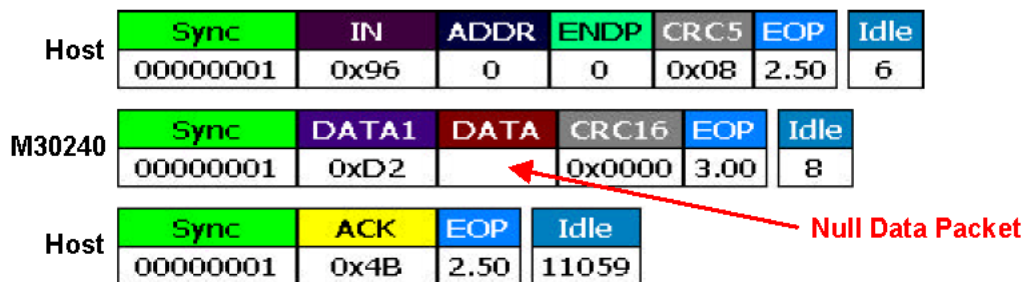 Sync IN ADDR ENDP CRC5 EOP Idle
Host
00000001 0x96 0 0 0x08 2.50 6
Sync DATA1 DATA CRC16 EOP Idle
M30240
00000001 0xD2 0x0000 3.00 8
Sync ACK EOP Idle
Host
Null Data Packet
00000001 0x4B 2.50 11059